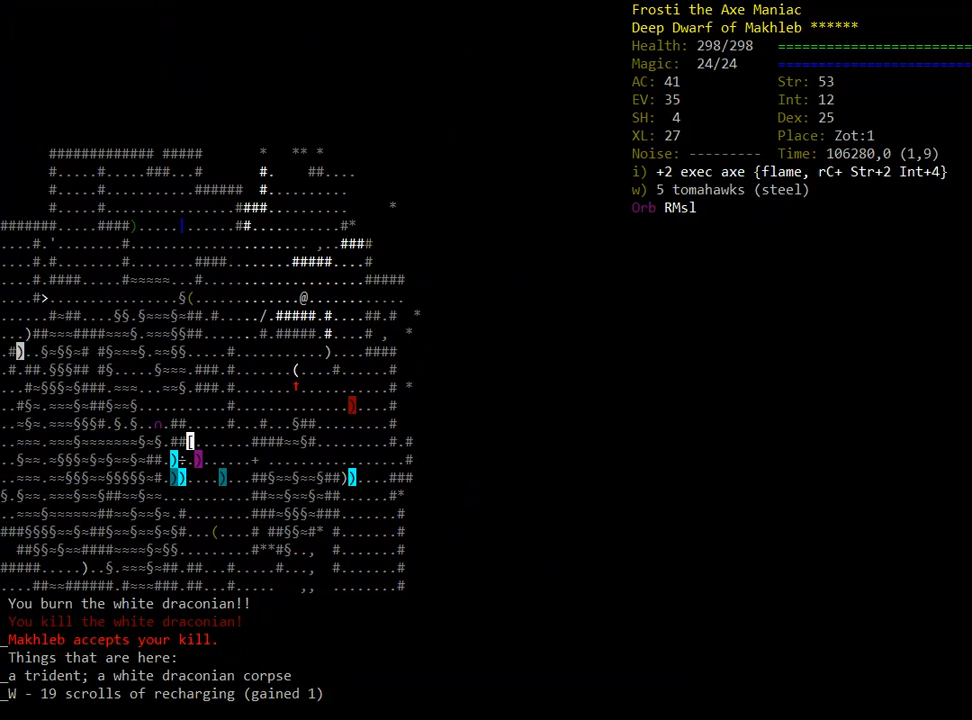 Frosti the Axe Maniac
Deep Dwarf of Makhleb ******
Health: 298/298
Magic: 24/24
AC: 41 Str: 53
EV: 35 Int: 12
SH: 4 Dex: 25
XL: 27 Place: Zot:1
Noise: --------- Time: 106280,0 (1,9)
i) +2 exec axe {flame, rC+ Str+2 Int+4}
w) 5 tomahawks (steel)
Orb RMsl
You burn the white draconian!!
You kill the white draconian!
_Makhleb accepts your kill.
Things that are here:
_a trident; a white draconian corpse
_W - 19 scrolls of recharging (gained 1)